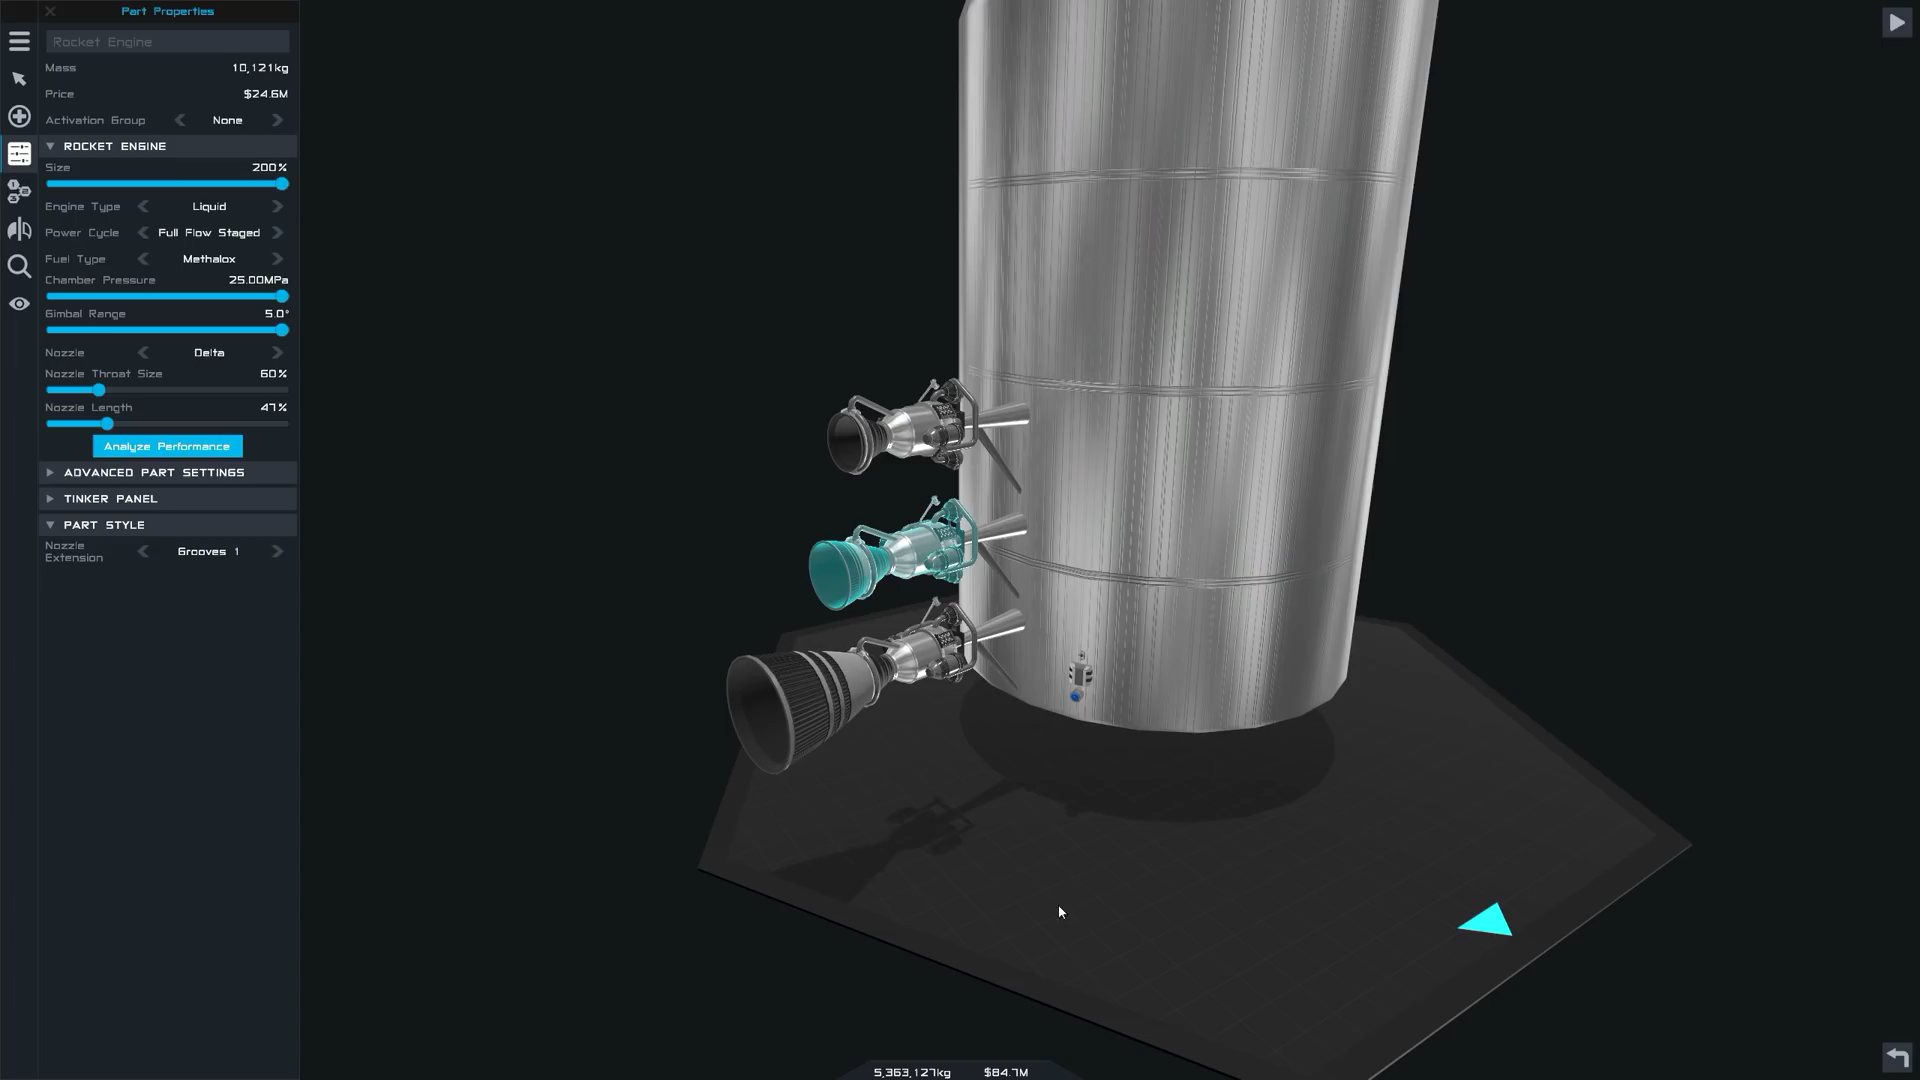 Part Properties
Rocket Engine
Mass 10,121kg
Price $24.6M
Activation Group None
ROCKET ENGINE
Size 200%
Engine Type Liquid
Power Cycle Full Flow Staged
Fuel Type Methalox
Chamber Pressure 25.00MPa
Gimbal Range 5.0°
Nozzle Delta
Nozzle Throat Size 60%
Nozzle Length 47%
Analyze Performance
ADVANCED PART SETTINGS
TINKER PANEL
PART STYLE
Nozzle Extension Grooves 1
5,363,127kg $84.7M